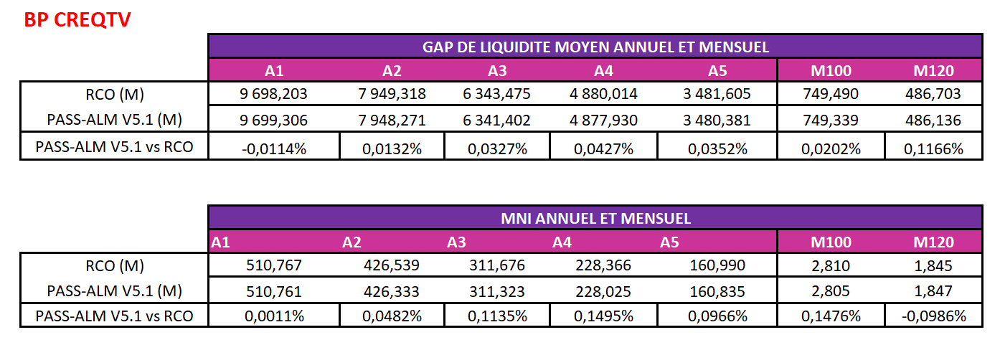 BP CREQTV
GAP DE LIQUIDITE MOYEN ANNUEL ET MENSUEL
A1 A2 A3 A4 A5 M100 M120
RCO (M) 9 698,203 7 949,318 6 343,475 4 880,014 3 481,605 749,490 486,703
PASS-ALM V5.1 (M) 9 699,306 7 948,271 6 341,402 4 877,930 3 480,381 749,339 486,136
PASS-ALM V5.1 vs RCO -0,0114% 0,0132% 0,0327% 0,0427% 0,0352% 0,0202% 0,1166%
MNI ANNUEL ET MENSUEL
A1 A2 A3 A4 A5 M100 M120
RCO (M) 510,767 426,539 311,676 228,366 160,990 2,810 1,845
PASS-ALM V5.1 (M) 510,761 426,333 311,323 228,025 160,835 2,805 1,847
PASS-ALM V5.1 vs RCO 0,0011% 0,0482% 0,1135% 0,1495% 0,0966% 0,1476% -0,0986%